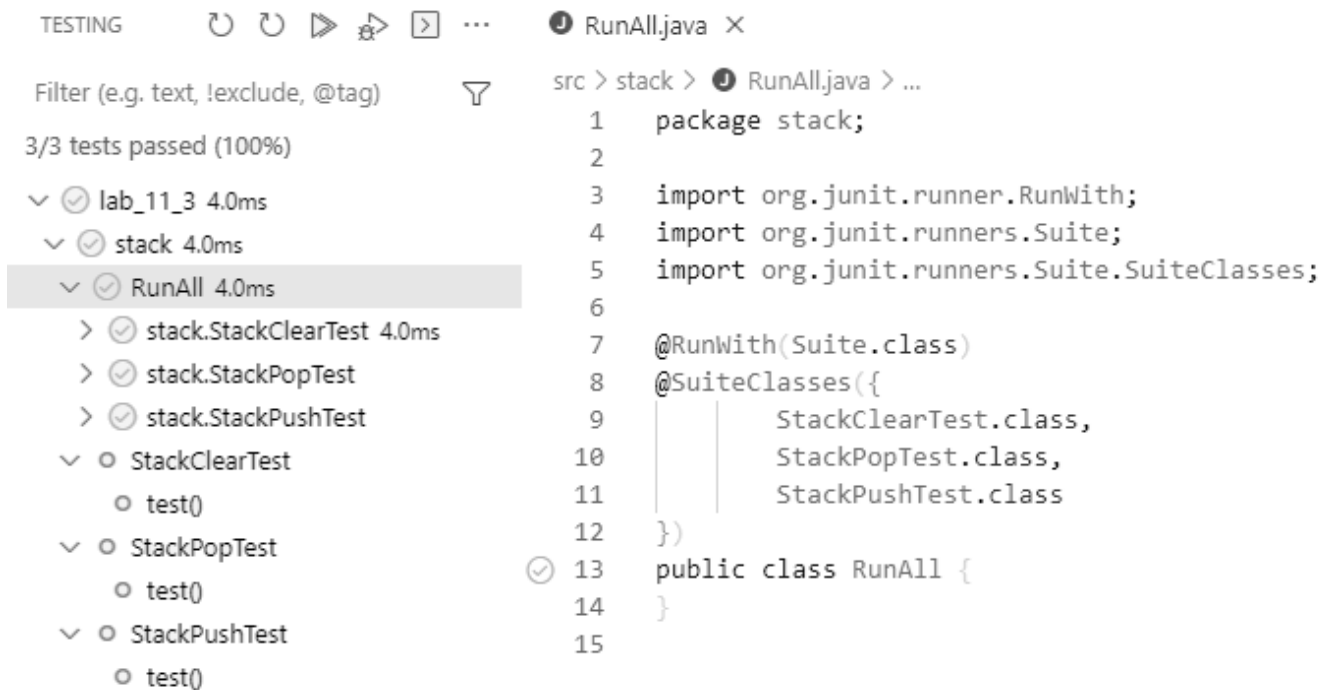 TESTING
Filter (e.g. text, !exclude, @tag)
3/3 tests passed (100%)
lab_11_3 4.0ms
stack 4.0ms
RunAll 4.0ms
stack.StackClearTest 4.0ms
stack.StackPopTest
stack.StackPushTest
StackClearTest
test()
StackPopTest
test()
StackPushTest
test()
J RunAll.java ×
src > stack > J RunAll.java > ...
1 package stack;
2
3 import org.junit.runner.RunWith;
4 import org.junit.runners.Suite;
5 import org.junit.runners.Suite.SuiteClasses;
6
7 @RunWith(Suite.class)
8 @SuiteClasses({
9 StackClearTest.class,
10 StackPopTest.class,
11 StackPushTest.class
12 })
13 public class RunAll {
14 }
15